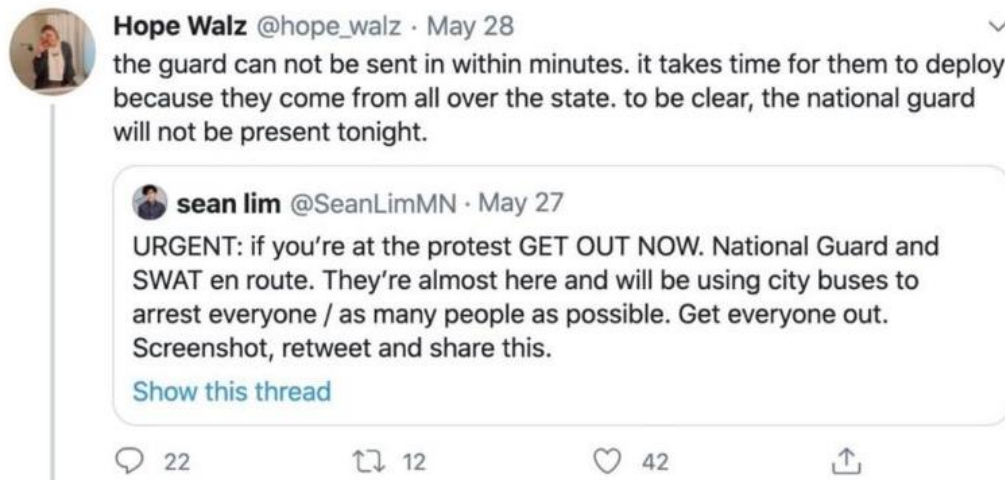 Hope Walz @hope_walz · May 28
the guard can not be sent in within minutes. it takes time for them to deploy
because they come from all over the state. to be clear, the national guard
will not be present tonight.
sean lim @SeanLimMN · May 27
URGENT: if you're at the protest GET OUT NOW. National Guard and
SWAT en route. They're almost here and will be using city buses to
arrest everyone / as many people as possible. Get everyone out.
Screenshot, retweet and share this.
Show this thread
22 12 42